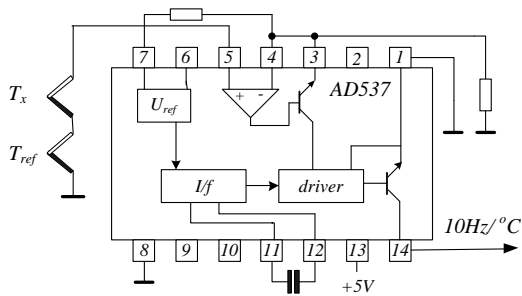 7 6 5 4 3 2 1
AD537
+ -
Tx
Uref
Tref
I/f driver
10Hz/°C
8 9 10 11 12 13 14
+5V